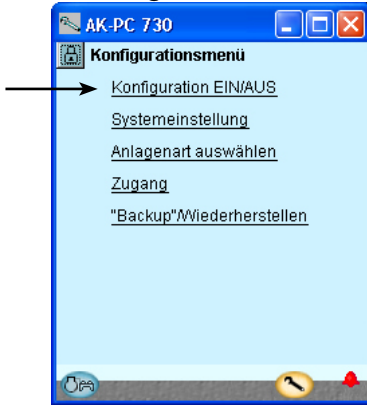 AK-PC 730
Konfigurationsmenü
Konfiguration EIN/AUS
Systemeinstellung
Anlagenart auswählen
Zugang
"Backup"/Wiederherstellen